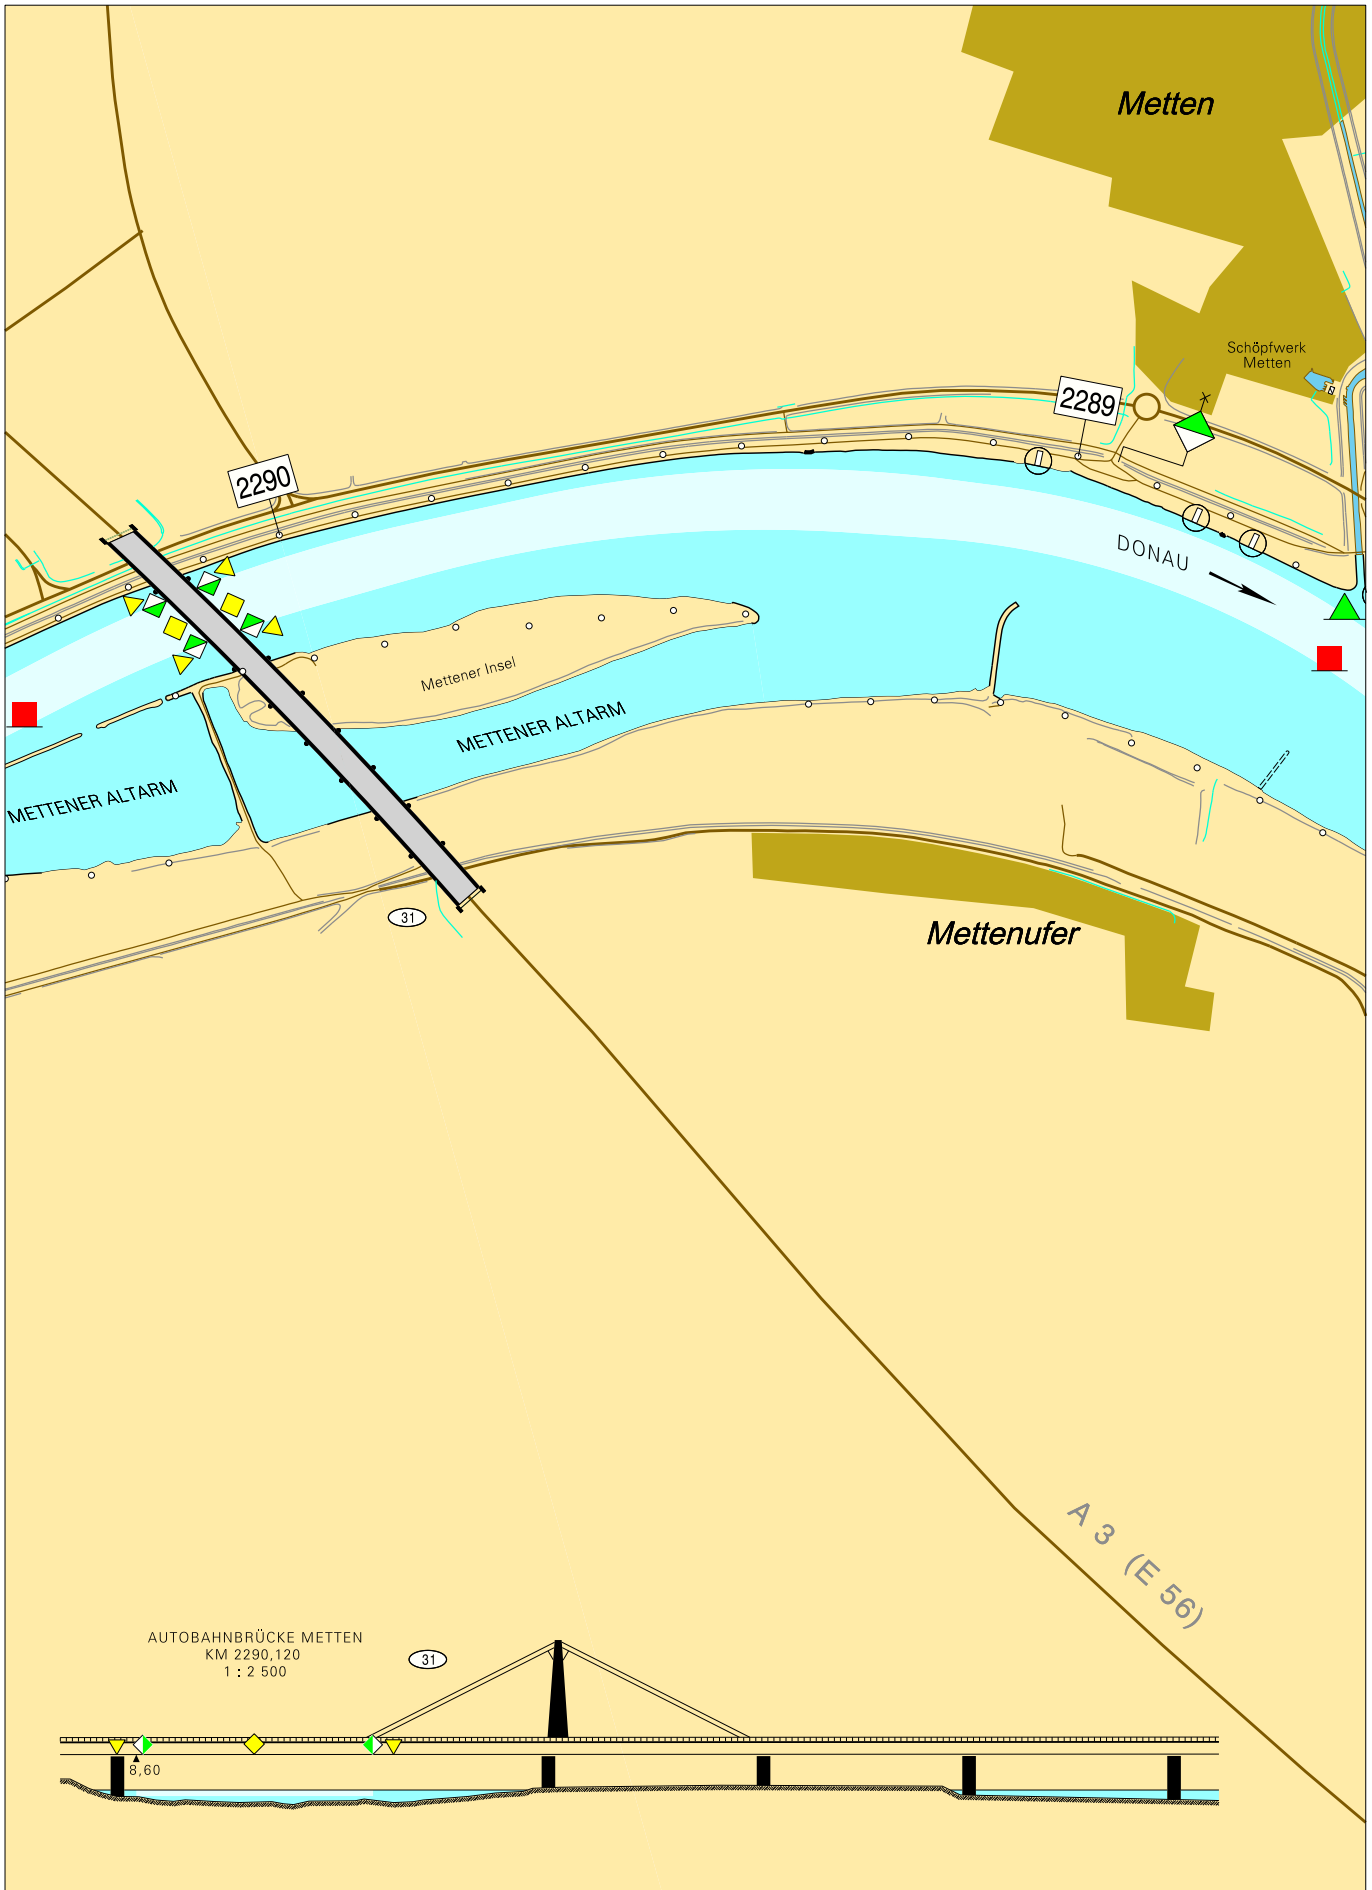 Metten
Schöpfwerk
Metten
2289
2290
DONAU
Mettener Insel
METTENER ALTARM
METTENER ALTARM
31
Mettenufer
A 3 (E 56)
AUTOBAHNBRÜCKE METTEN
KM 2290,120
1 : 2 500
31
8,60